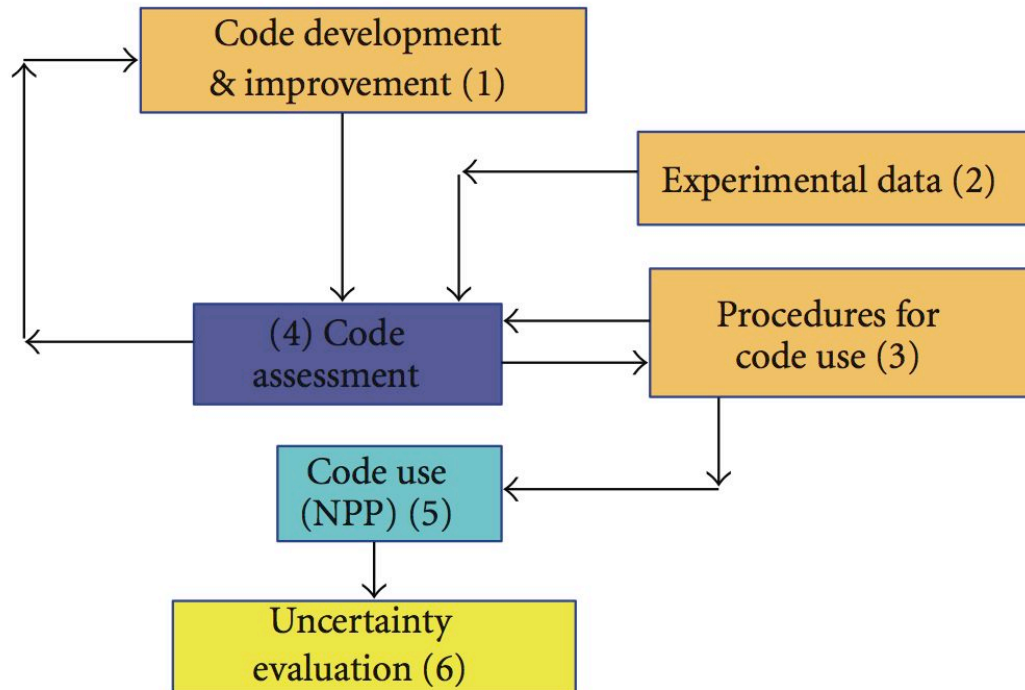 Code development
& improvement (1)
Experimental data (2)
Procedures for
code use (3)
(4) Code
assessment
Code use
(NPP) (5)
Uncertainty
evaluation (6)